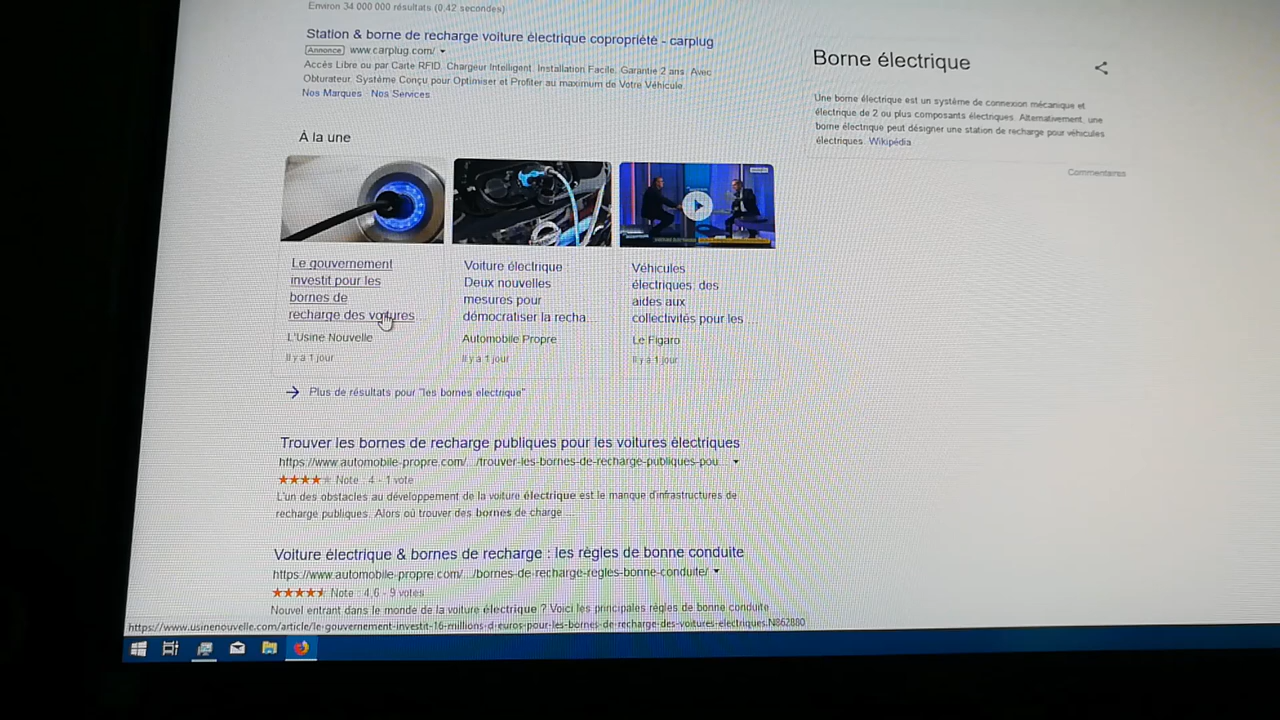 Environ 34 000 000 résultats (0,42 secondes)
Station & borne de recharge voiture électrique copropriété - carplug
Annonce www.carplug.com/
Accès Libre ou par Carte RFID. Chargeur Intelligent. Installation Facile. Garantie 2 ans. Avec
Obturateur. Système Conçu pour Optimiser et Profiter au maximum de Votre Véhicule.
Nos Marques · Nos Services
Borne électrique
Une borne électrique est un système de connexion mécanique et
électrique de 2 ou plus composants électriques. Alternativement, une
borne électrique peut désigner une station de recharge pour véhicules
électriques. Wikipédia
Commentaires
À la une
Le gouvernement
investit pour les
bornes de
recharge des voitures
L'Usine Nouvelle
Il y a 1 jour
Voiture électrique :
Deux nouvelles
mesures pour
démocratiser la recha...
Automobile Propre
Il y a 1 jour
Véhicules
électriques: des
aides aux
collectivités pour les ...
Le Figaro
Il y a 1 jour
Plus de résultats pour "les bornes electrique"
Trouver les bornes de recharge publiques pour les voitures électriques
https://www.automobile-propre.com/.../trouver-les-bornes-de-recharge-publiques-pou...
Note : 4 - 1 vote
L'un des obstacles au développement de la voiture électrique est le manque d'infrastructures de
recharge publiques. Alors où trouver des bornes de charge ...
Voiture électrique & bornes de recharge : les règles de bonne conduite
https://www.automobile-propre.com/.../bornes-de-recharge-regles-bonne-conduite/
Note : 4,6 - 9 votes
Nouvel entrant dans le monde de la voiture électrique ? Voici les principales règles de bonne conduite
https://www.usinenouvelle.com/article/le-gouvernement-investit-16-millions-d-euros-pour-les-bornes-de-recharge-des-voitures-electriques.N862880